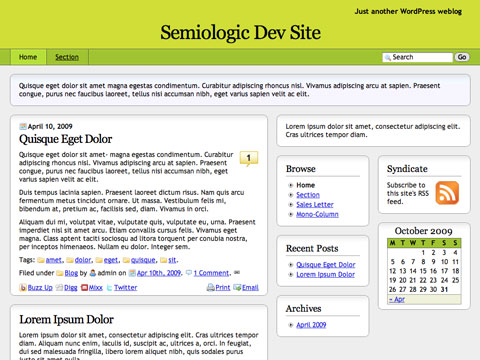 Just another WordPress weblog
Semiologic Dev Site
Home
Section
Search
Go
Quisque eget dolor sit amet magna egestas condimentum. Curabitur adipiscing rhoncus nisl. Vivamus adipiscing arcu at sapien. Praesent
congue, purus nec faucibus laoreet, tellus nisi accumsan nibh, eget varius sapien velit ac elit.
April 10, 2009
Quisque Eget Dolor
1
Quisque eget dolor sit amet- magna egestas condimentum. Curabitur
adipiscing rhoncus nisl. Vivamus adipiscing arcu at sapien. Praesent
congue, purus nec faucibus laoreet, tellus nisi accumsan nibh, eget
varius sapien velit ac elit.
Duis tempus lacinia sapien. Praesent laoreet dictum risus. Nam quis arcu
fermentum metus tincidunt ornare. Ut massa. Vestibulum felis mi,
bibendum at, pretium ac, facilisis sed, diam. Vivamus in orci.
Aliquam dui mi, volutpat vitae, vulputate quis, vulputate eu, urna. Praesent
imperdiet nisi sit amet arcu. Etiam convallis cursus felis. Vivamus eget
magna. Class aptent taciti sociosqu ad litora torquent per conubia nostra,
per inceptos himenaeos. Nullam eu dolor. Integer sem.
Tags: amet, dolor, eget, quisque, sit.
Filed under Blog by admin on Apr 10th, 2009. 1 Comment.
Buzz Up Digg Mixx Twitter
Print Email
Lorem Ipsum Dolor
Lorem ipsum dolor sit amet, consectetur adipiscing elit. Cras ultrices tempor
diam. Aenean nunc enim, iaculis id, suscipit ac, ultrices a, orci. In feugiat, dui
id malesuada fringilla, libero lorem aliquet nibh, quis sodales purus
Lorem ipsum dolor sit amet, consectetur adipiscing elit.
Cras ultrices tempor diam.
Browse
Home
Section
Sales Letter
Mono-Column
Recent Posts
Quisque Eget Dolor
Lorem Ipsum Dolor
Archives
April 2009
Syndicate
Subscribe to
this site's RSS
feed.
October 2009
M T W T F S S
1 2 3 4
5 6 7 8 9 10 11
12 13 14 15 16 17 18
19 20 21 22 23 24 25
26 27 28 29 30 31
« Apr